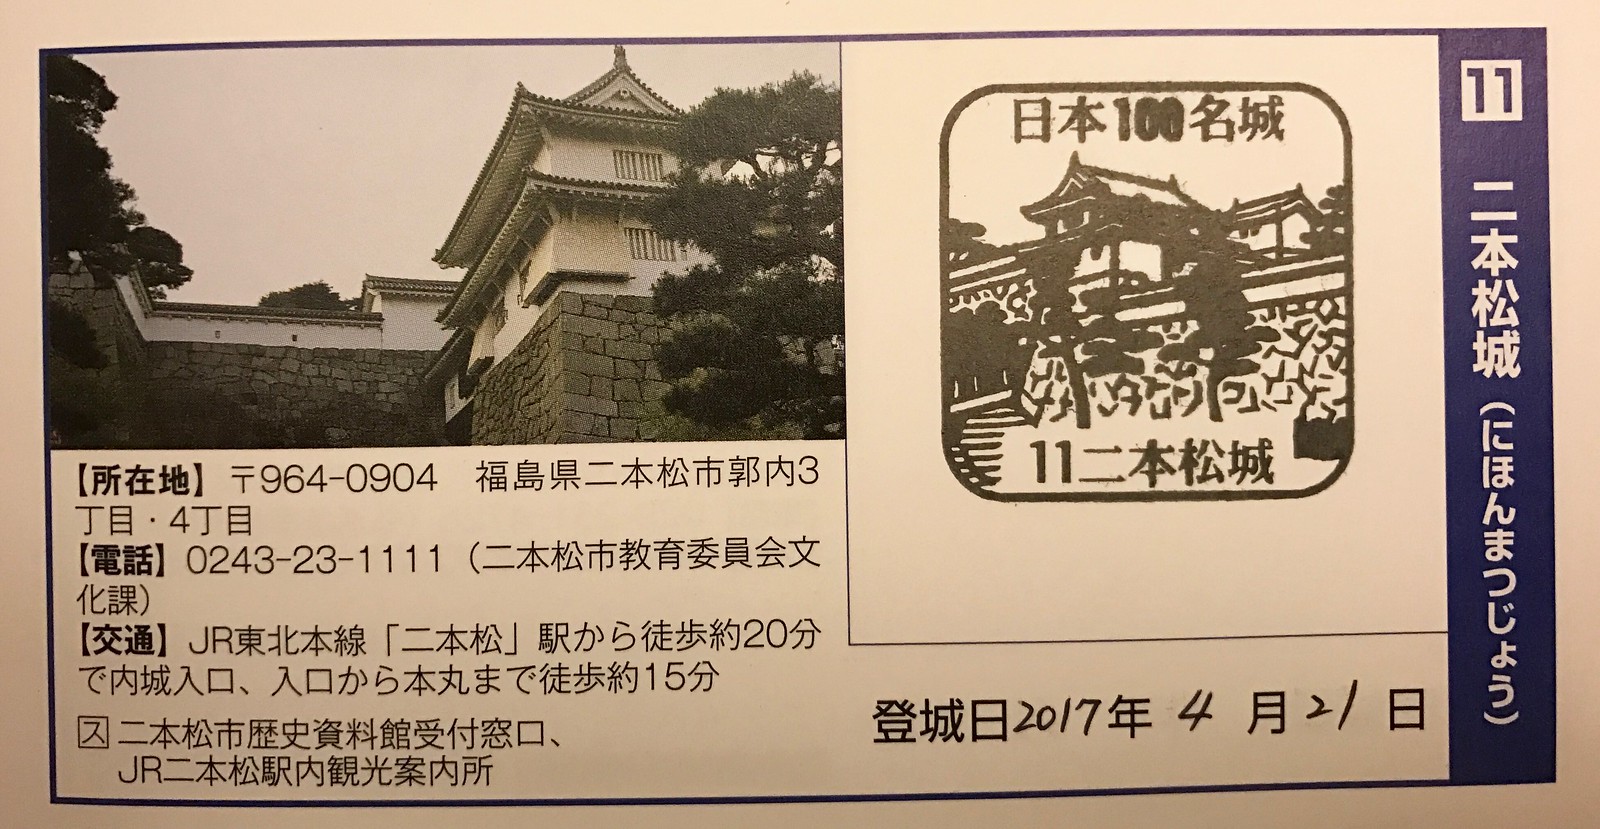 11 二本松城（にほんまつじょう）
日本100名城
11二本松城
【所在地】〒964-0904　福島県二本松市郭内3
丁目・4丁目
【電話】0243-23-1111（二本松市教育委員会文
化課）
【交通】JR東北本線「二本松」駅から徒歩約20分
で内城入口、入口から本丸まで徒歩約15分
ス 二本松市歴史資料館受付窓口、
JR二本松駅内観光案内所
登城日2017年 4 月 21 日